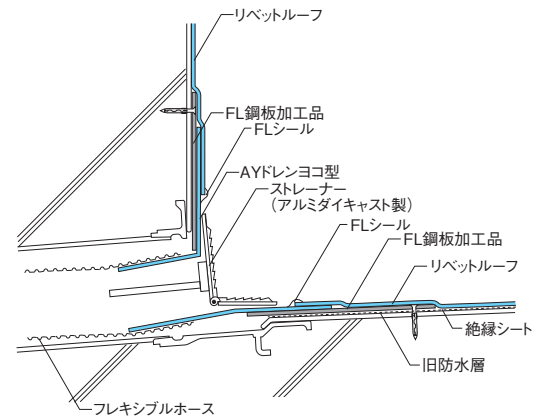 リベットルーフ
FL鋼板加工品
FLシール
AYドレンヨコ型
ストレーナー
（アルミダイキャスト製）
FLシール
FL鋼板加工品
リベットルーフ
絶縁シート
旧防水層
フレキシブルホース